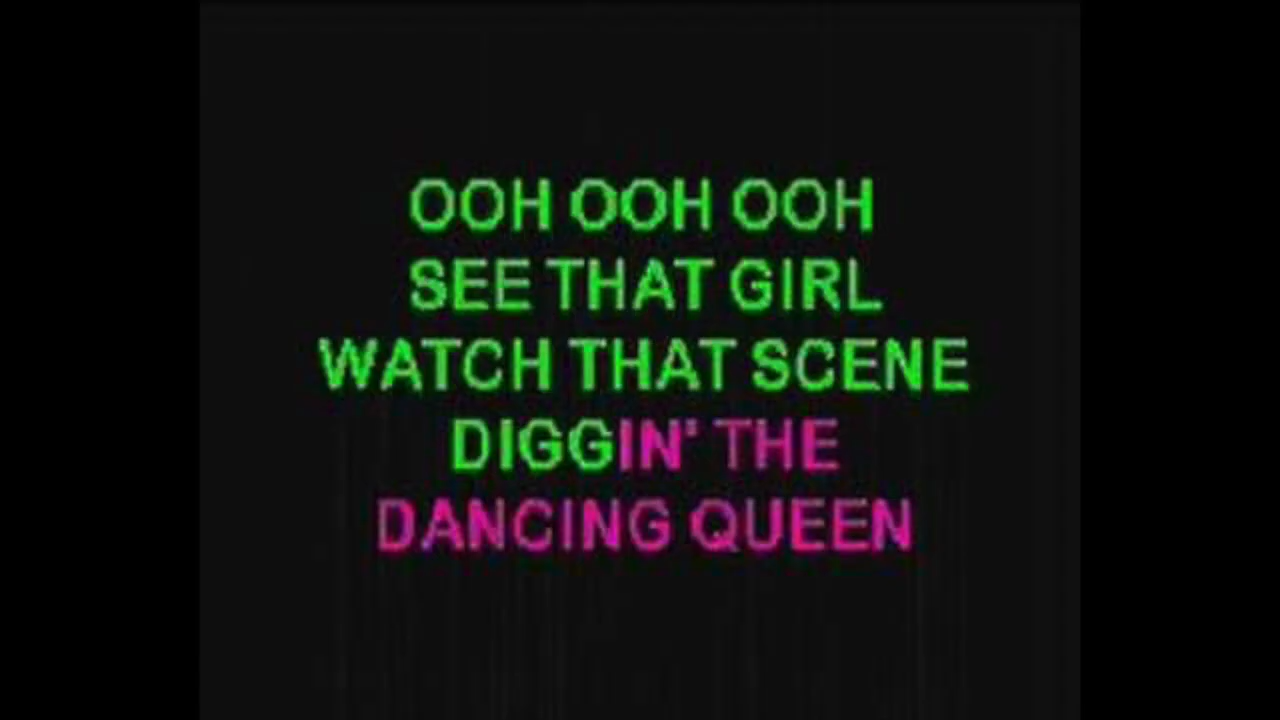 OOH OOH OOH
SEE THAT GIRL
WATCH THAT SCENE
DIGGIN' THE
DANCING QUEEN